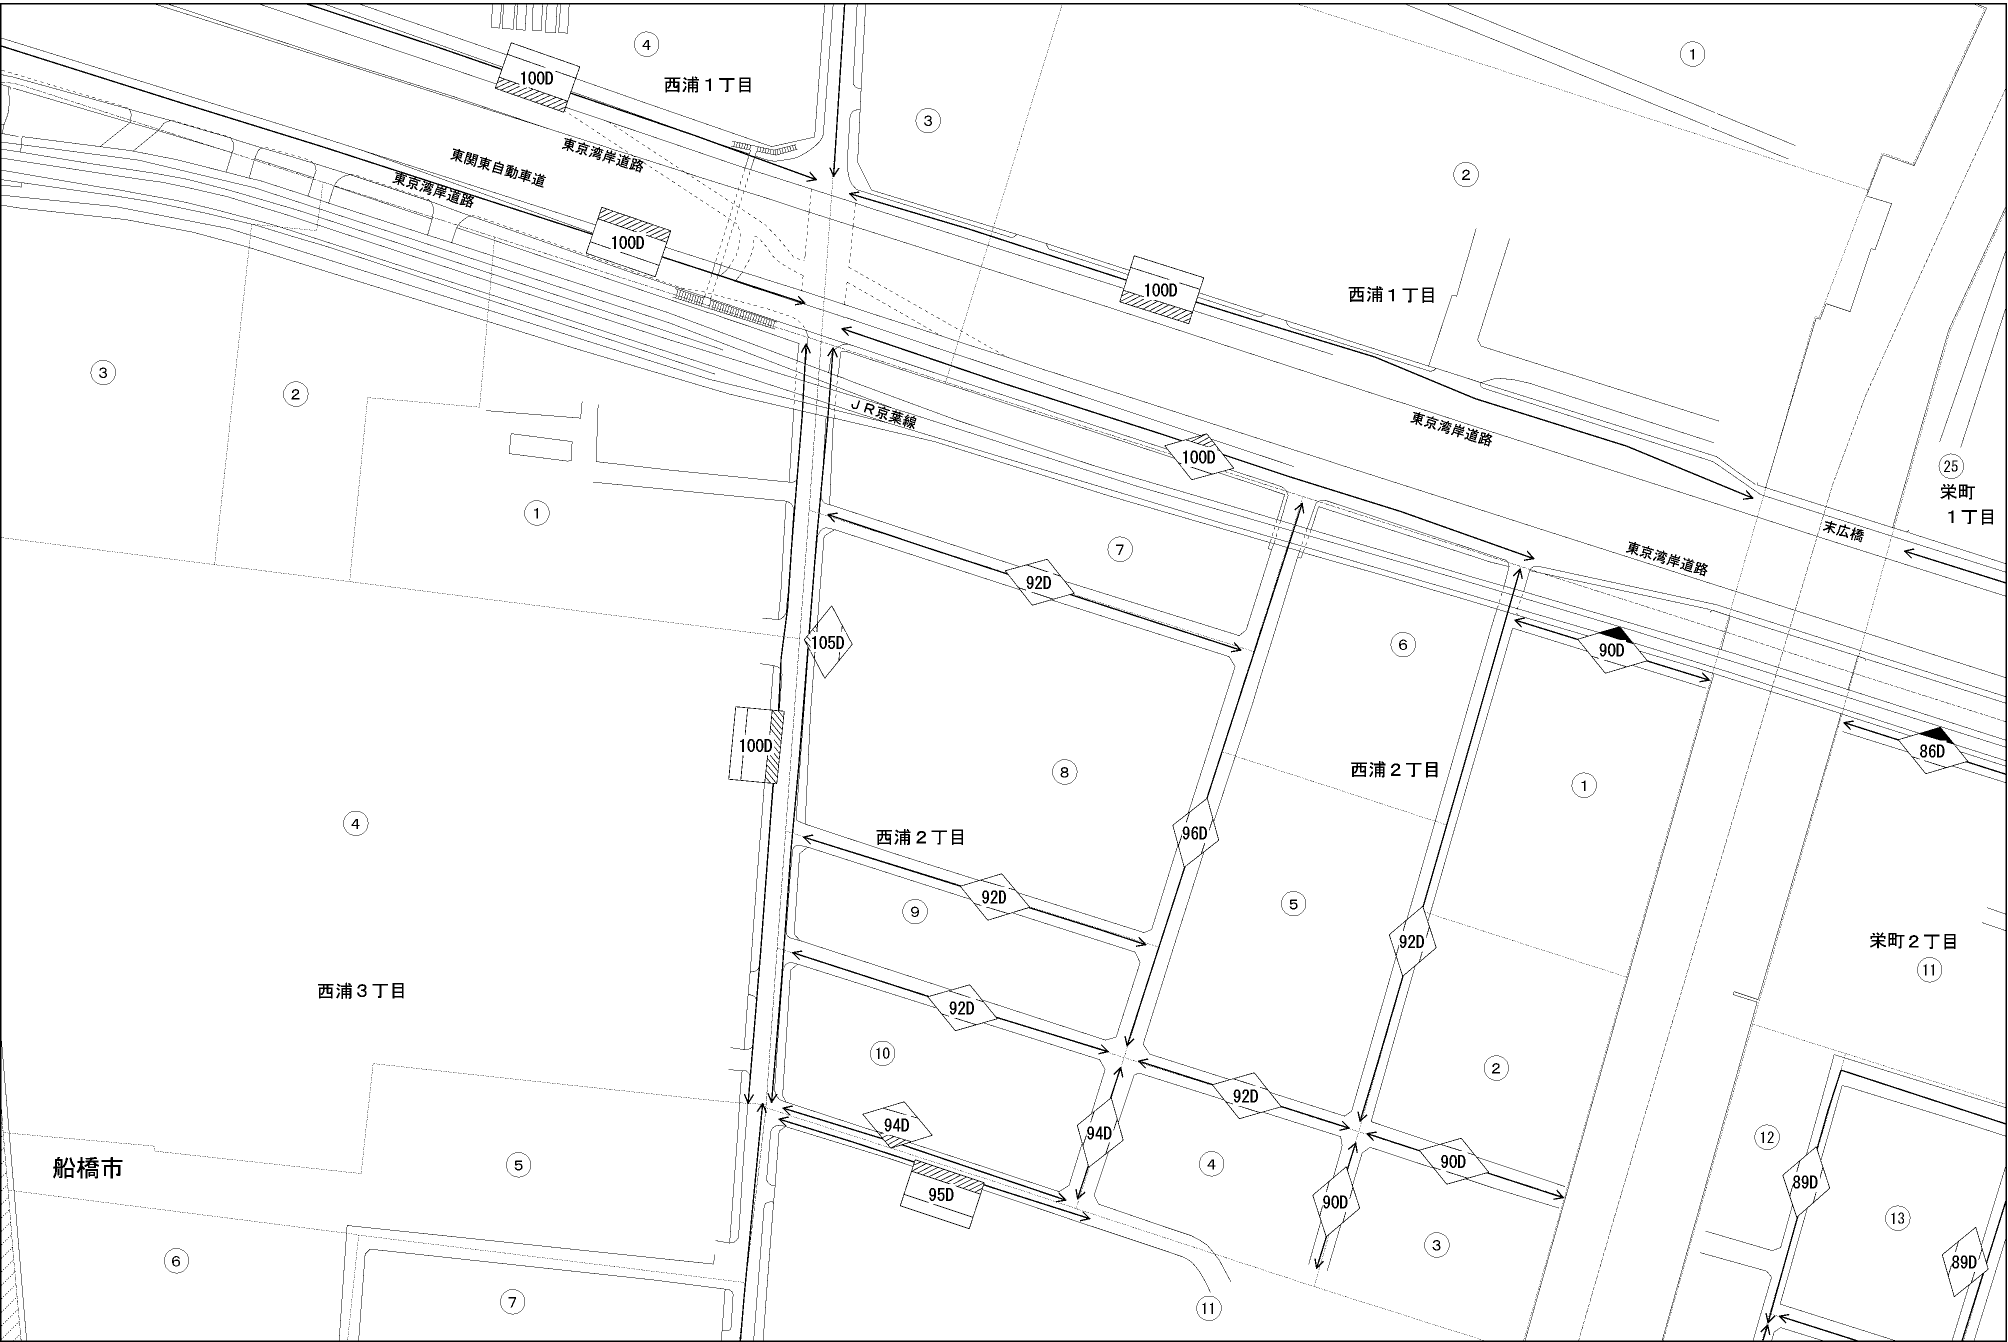 ④
①
100D
西浦１丁目
③
東京湾岸道路
東関東自動車道
②
東京湾岸道路
100D
100D
西浦１丁目
③
②
ＪＲ京葉線
東京湾岸道路
100D
㉕
栄町
１丁目
①
末広橋
⑦
東京湾岸道路
92D
105D
⑥
90D
100D
86D
⑧
西浦２丁目
①
④
96D
西浦２丁目
92D
⑤
⑨
92D
栄町２丁目
⑪
西浦３丁目
92D
⑩
②
92D
94D
94D
⑫
船橋市
⑤
④
90D
89D
95D
90D
⑬
⑥
③
89D
⑦
⑪